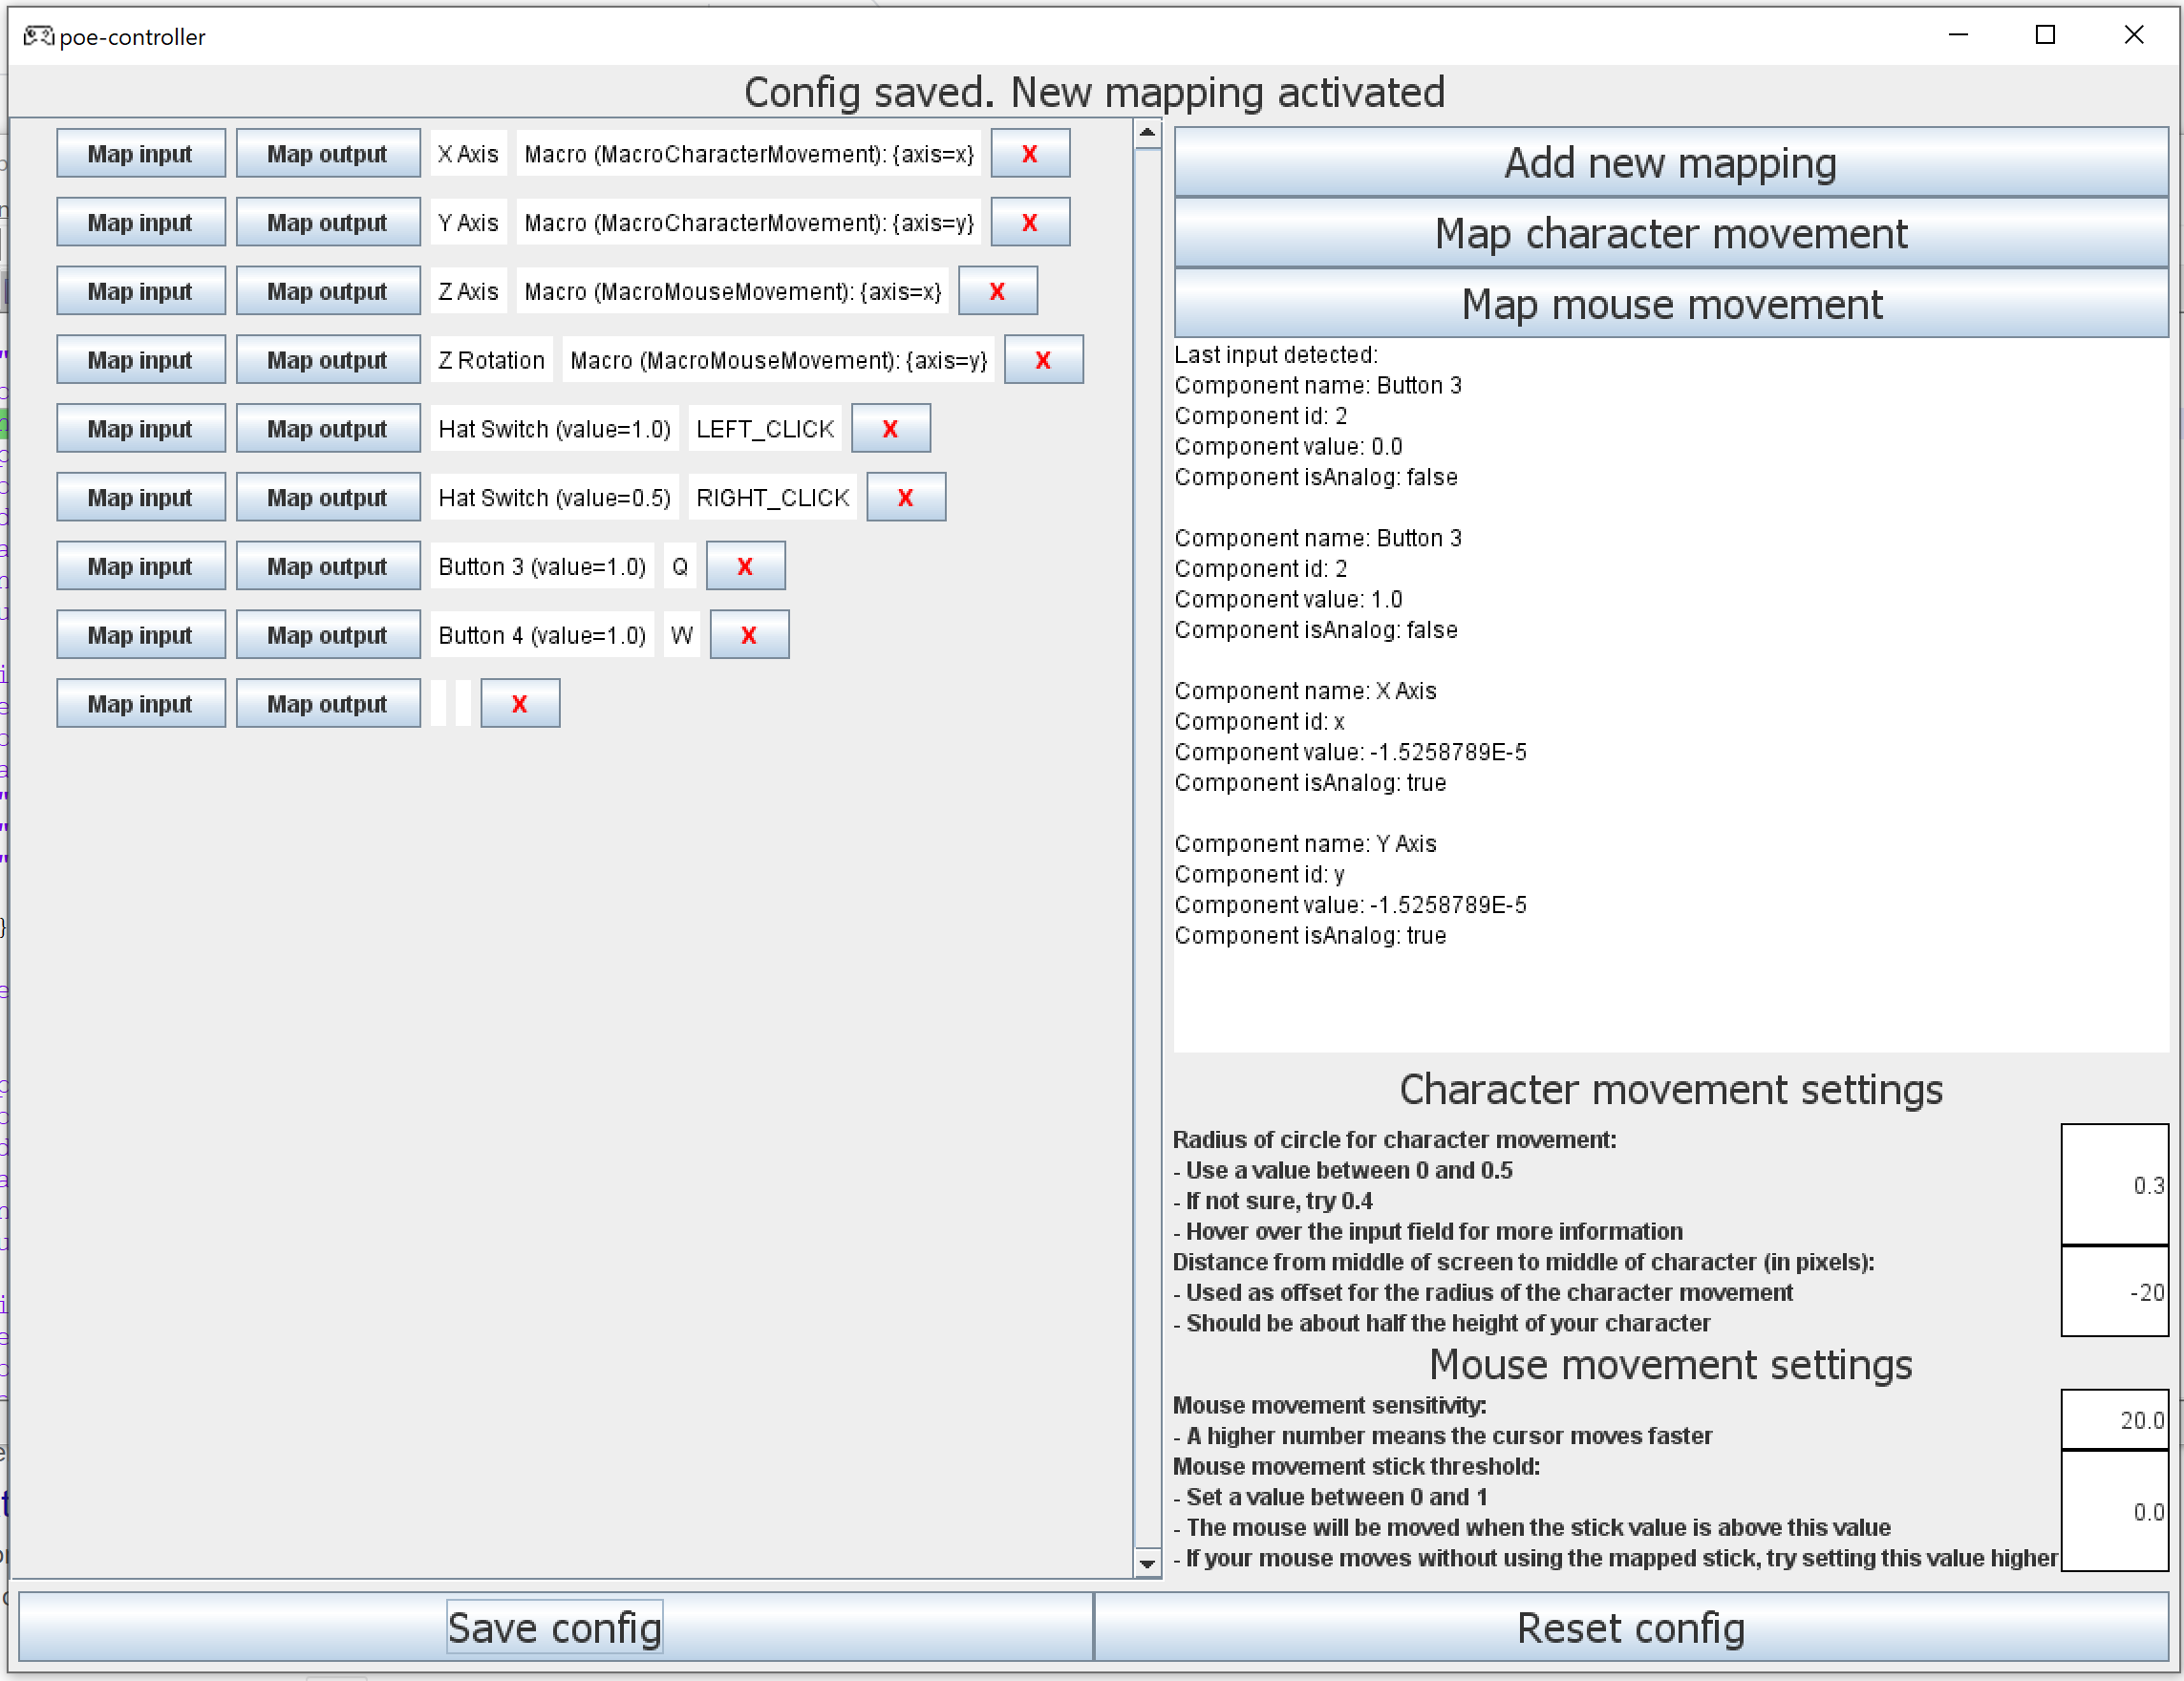 poe-controller
Config saved. New mapping activated
Map input Map output X Axis Macro (MacroCharacterMovement): {axis=x} X
Map input Map output Y Axis Macro (MacroCharacterMovement): {axis=y} X
Map input Map output Z Axis Macro (MacroMouseMovement): {axis=x} X
Map input Map output Z Rotation Macro (MacroMouseMovement): {axis=y} X
Map input Map output Hat Switch (value=1.0) LEFT_CLICK X
Map input Map output Hat Switch (value=0.5) RIGHT_CLICK X
Map input Map output Button 3 (value=1.0) Q X
Map input Map output Button 4 (value=1.0) W X
Map input Map output X
Add new mapping
Map character movement
Map mouse movement
Last input detected:
Component name: Button 3
Component id: 2
Component value: 0.0
Component isAnalog: false
Component name: Button 3
Component id: 2
Component value: 1.0
Component isAnalog: false
Component name: X Axis
Component id: x
Component value: -1.5258789E-5
Component isAnalog: true
Component name: Y Axis
Component id: y
Component value: -1.5258789E-5
Component isAnalog: true
Character movement settings
Radius of circle for character movement:
- Use a value between 0 and 0.5
- If not sure, try 0.4
- Hover over the input field for more information
0.3
Distance from middle of screen to middle of character (in pixels):
- Used as offset for the radius of the character movement
- Should be about half the height of your character
-20
Mouse movement settings
Mouse movement sensitivity:
- A higher number means the cursor moves faster
20.0
Mouse movement stick threshold:
- Set a value between 0 and 1
- The mouse will be moved when the stick value is above this value
- If your mouse moves without using the mapped stick, try setting this value higher
0.0
Save config Reset config